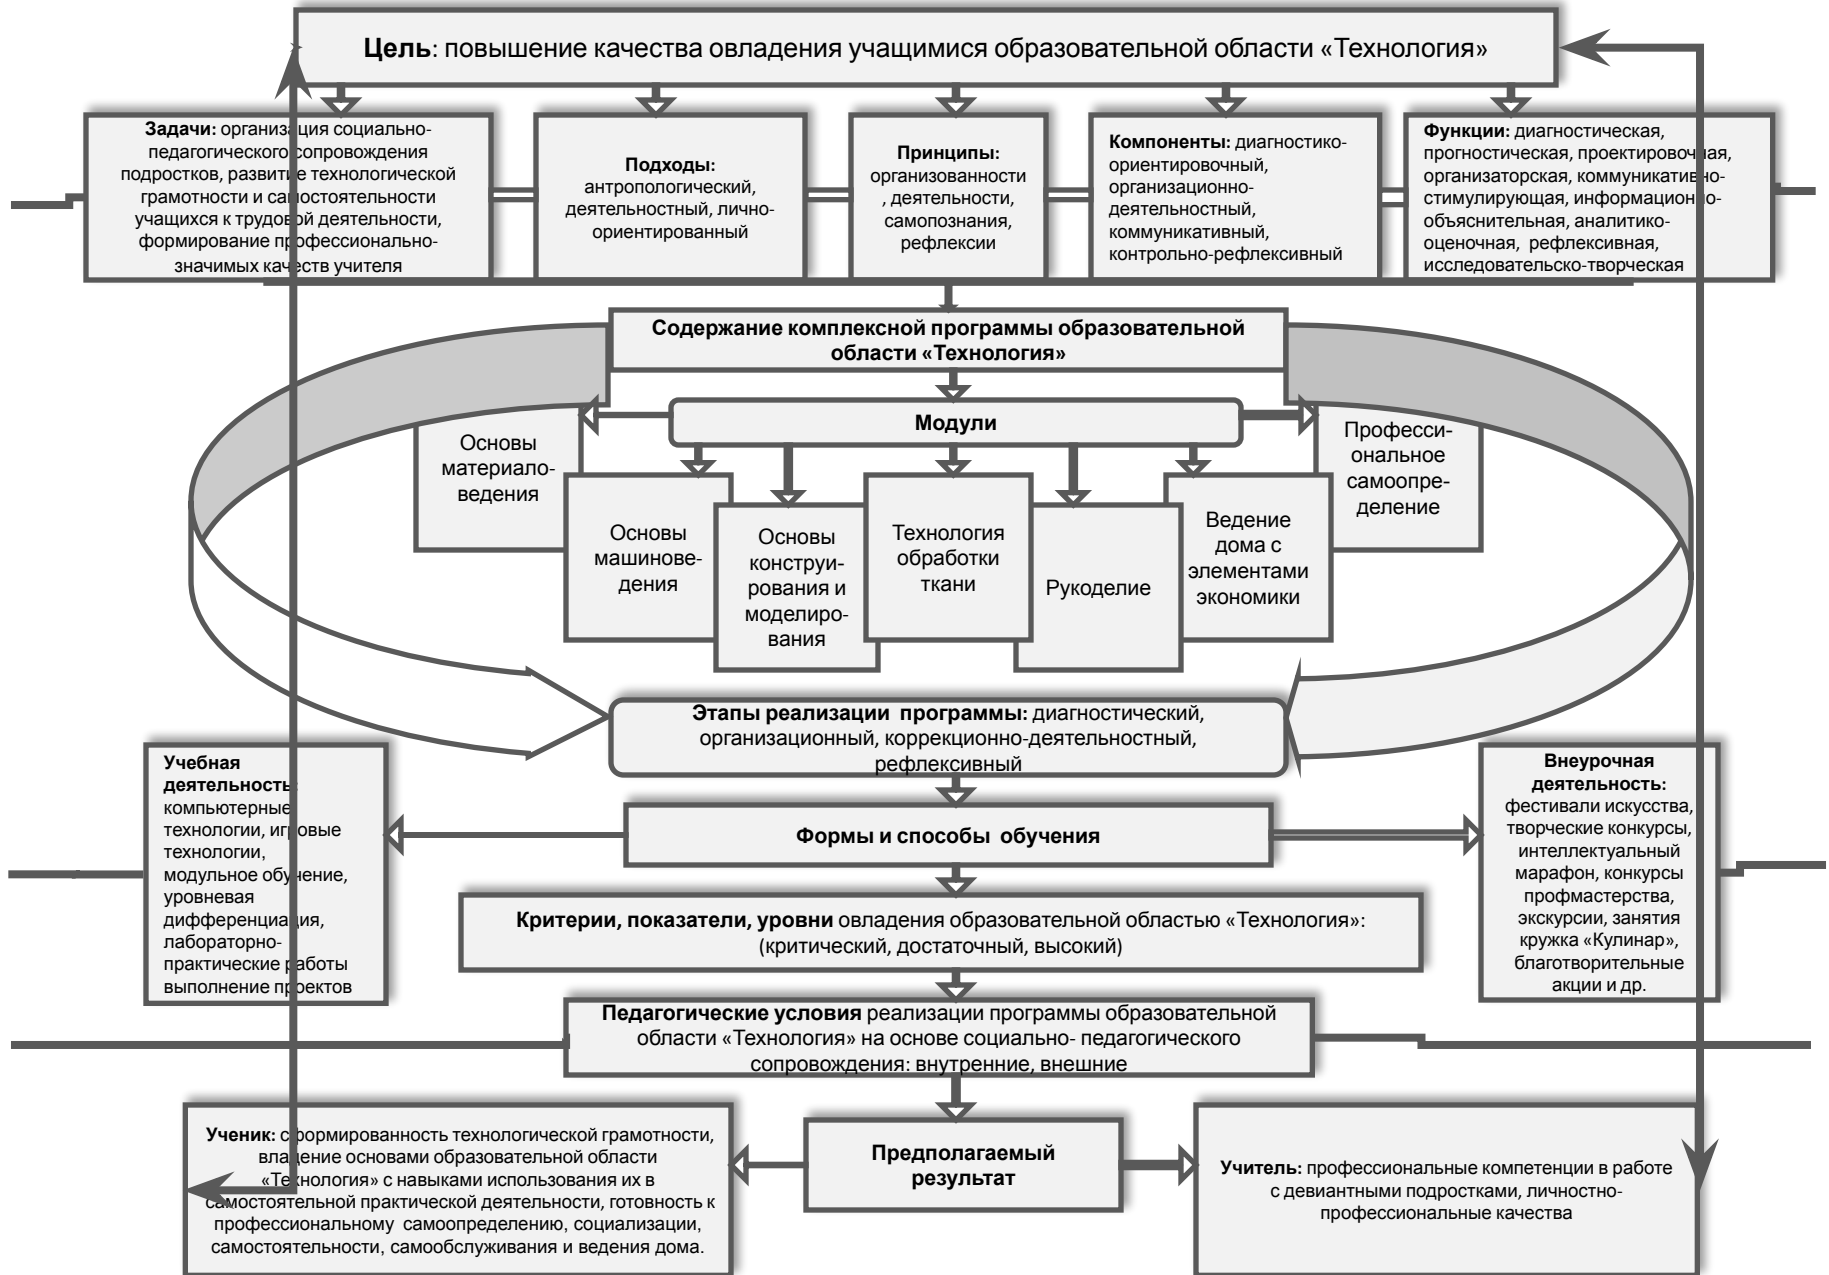 Цель: повышение качества овладения учащимися образовательной области «Технология»
Задачи: организация социально-
педагогического сопровождения
подростков, развитие технологической
грамотности и самостоятельности
учащихся к трудовой деятельности,
формирование профессионально-
значимых качеств учителя
Подходы:
антропологический,
деятельностный, лично-
ориентированный
Принципы:
организованности
, деятельности,
самопознания,
рефлексии
Компоненты: диагностико-
ориентировочный,
организационно-
деятельностный,
коммуникативный,
контрольно-рефлексивный
Функции: диагностическая,
прогностическая, проектировочная,
организаторская, коммуникативно-
стимулирующая, информационно-
объяснительная, аналитико-
оценочная, рефлексивная,
исследовательско-творческая
Содержание комплексной программы образовательной
области «Технология»
Модули
Основы
материало-
ведения
Основы
машинове-
дения
Основы
конструи-
рования и
моделиро-
вания
Технология
обработки
ткани
Рукоделие
Ведение
дома с
элементами
экономики
Професси-
ональное
самоопре-
деление
Этапы реализации программы: диагностический,
организационный, коррекционно-деятельностный,
рефлексивный
Учебная
деятельность:
компьютерные
технологии, игровые
технологии,
модульное обучение,
уровневая
дифференциация,
лабораторно-
практические работы
выполнение проектов
Формы и способы обучения
Внеурочная
деятельность:
фестивали искусства,
творческие конкурсы,
интеллектуальный
марафон, конкурсы
профмастерства,
экскурсии, занятия
кружка «Кулинар»,
благотворительные
акции и др.
Критерии, показатели, уровни овладения образовательной областью «Технология»:
(критический, достаточный, высокий)
Педагогические условия реализации программы образовательной
области «Технология» на основе социально- педагогического
сопровождения: внутренние, внешние
Ученик: сформированность технологической грамотности,
владение основами образовательной области
«Технология» с навыками использования их в
самостоятельной практической деятельности, готовность к
профессиональному самоопределению, социализации,
самостоятельности, самообслуживания и ведения дома.
Предполагаемый
результат
Учитель: профессиональные компетенции в работе
с девиантными подростками, личностно-
профессиональные качества